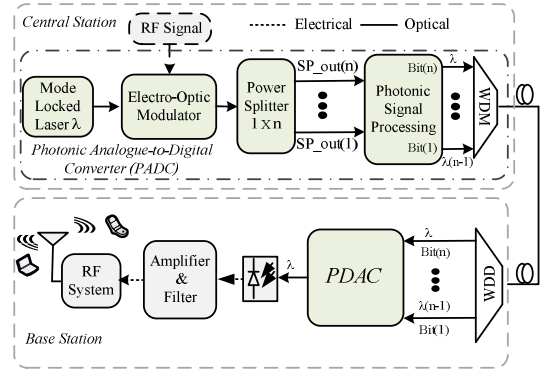 Central Station
RF Signal
Electrical
Optical
Mode
Locked
Laser λ
Electro-Optic
Modulator
Power
Splitter
1×n
SP_out(n)
SP_out(1)
Photonic
Signal
Processing
Bit(n)
λ
Bit(1)
λ(n-1)
WDM
Photonic Analogue-to-Digital
Converter (PADC)
RF
System
Amplifier
&
Filter
λ
PDAC
λ
Bit(n)
λ(n-1)
Bit(1)
WDD
Base Station